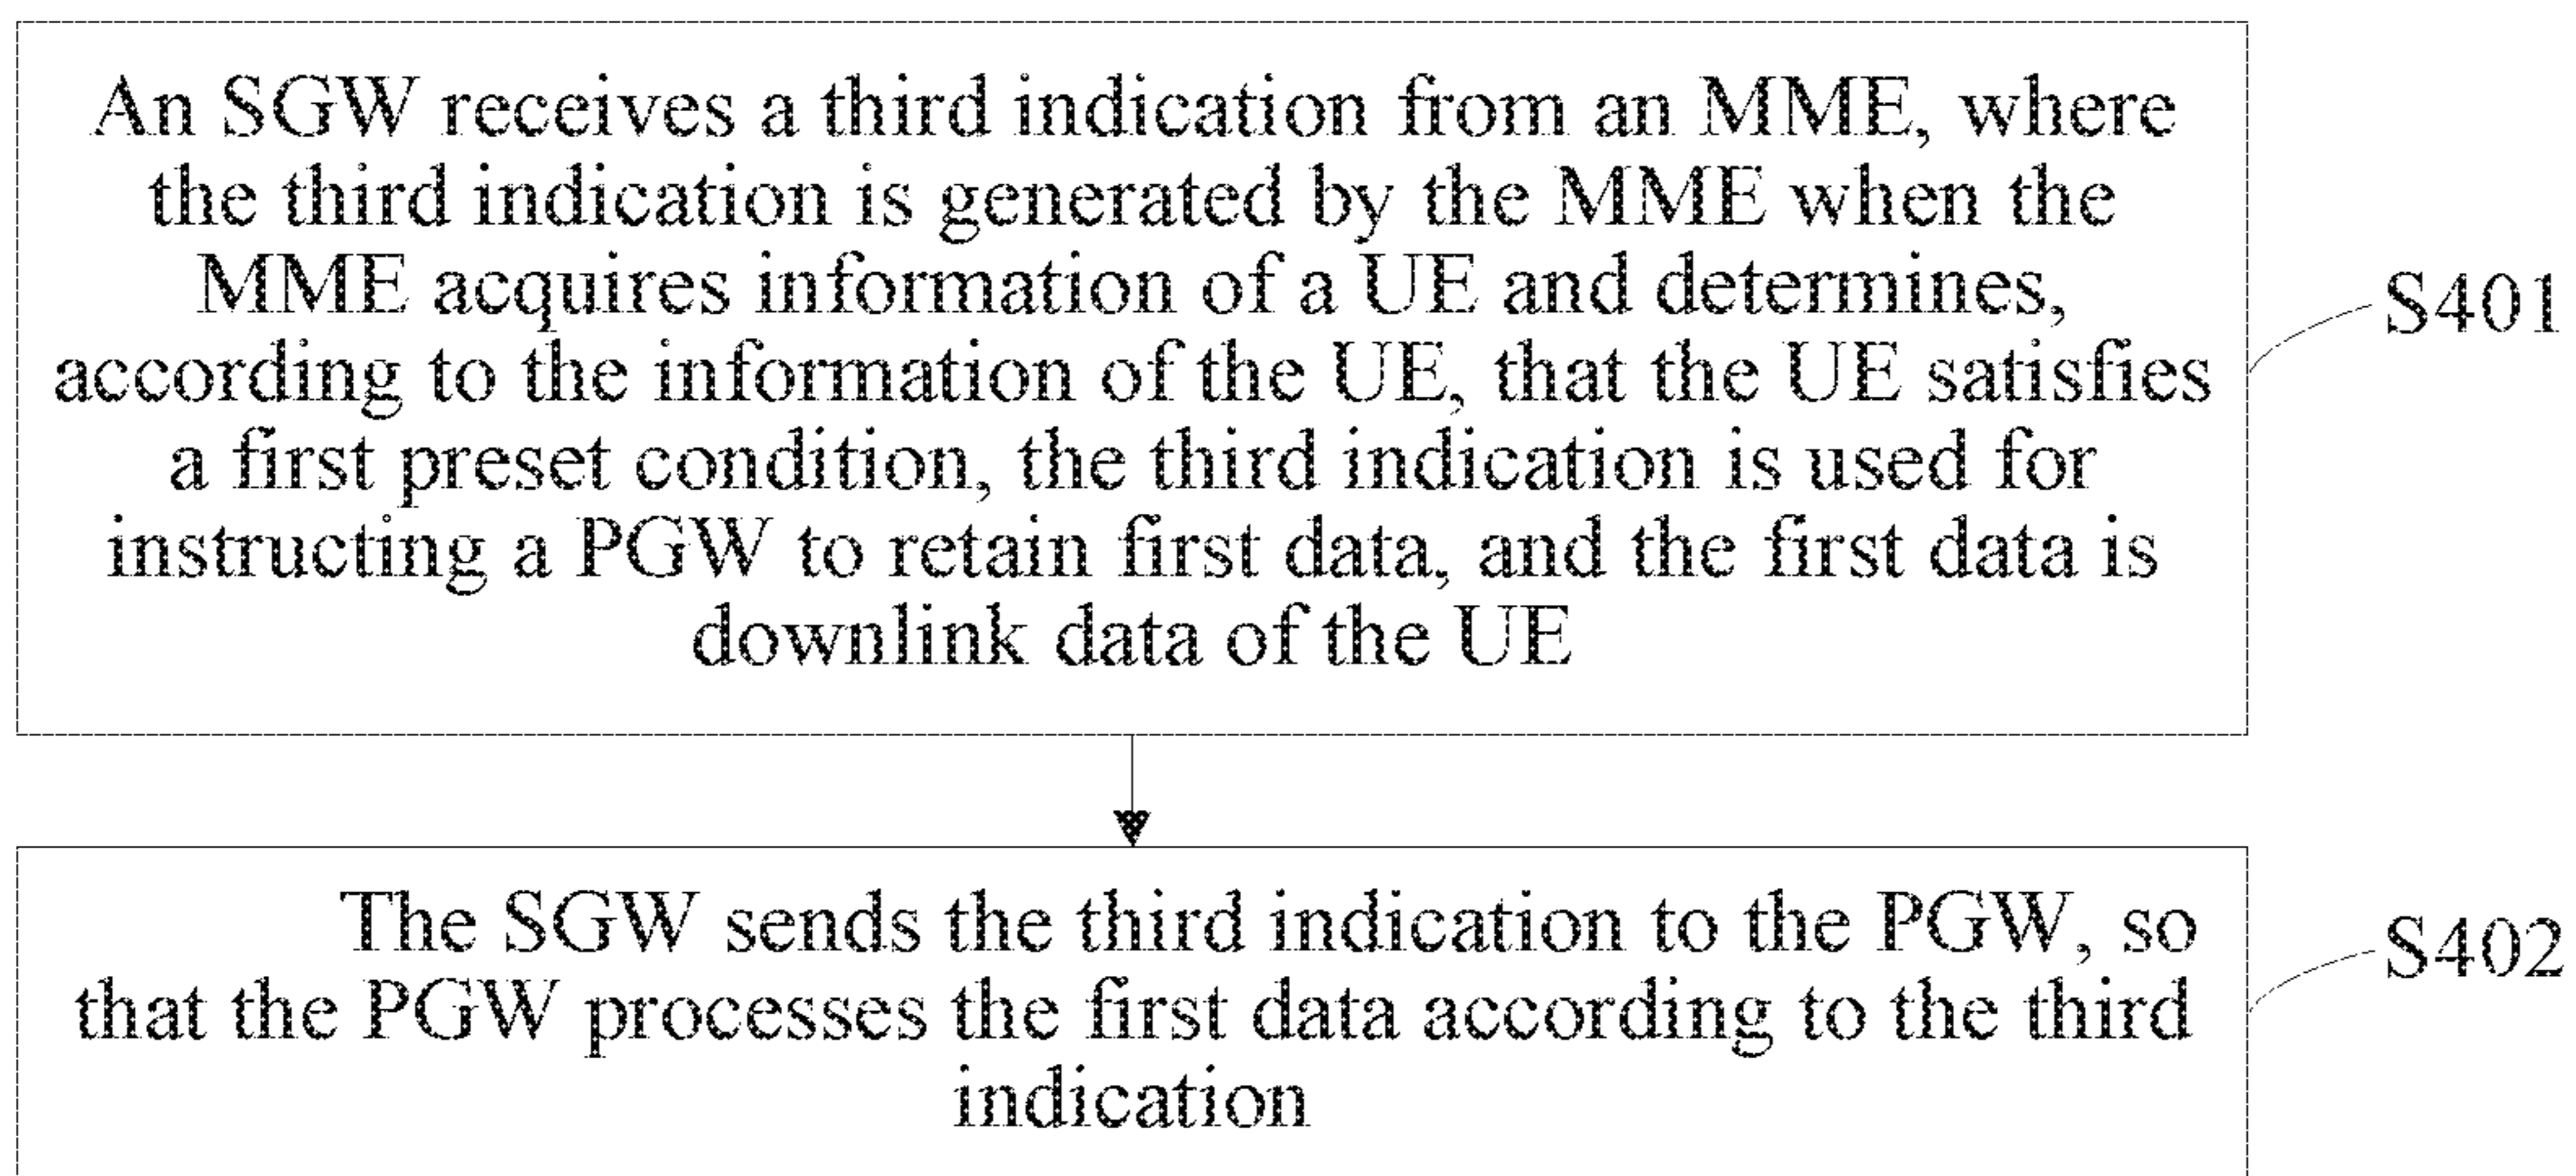 An SGW receives a third indication from an MME, where
the third indication is generated by the MME when the
MME acquires information of a UE and determines,
according to the information of the UE, that the UE satisfies
a first preset condition, the third indication is used for
instructing a PGW to retain first data, and the first data is
downlink data of the UE
S401
The SGW sends the third indication to the PGW, so
that the PGW processes the first data according to the third
indication
S402